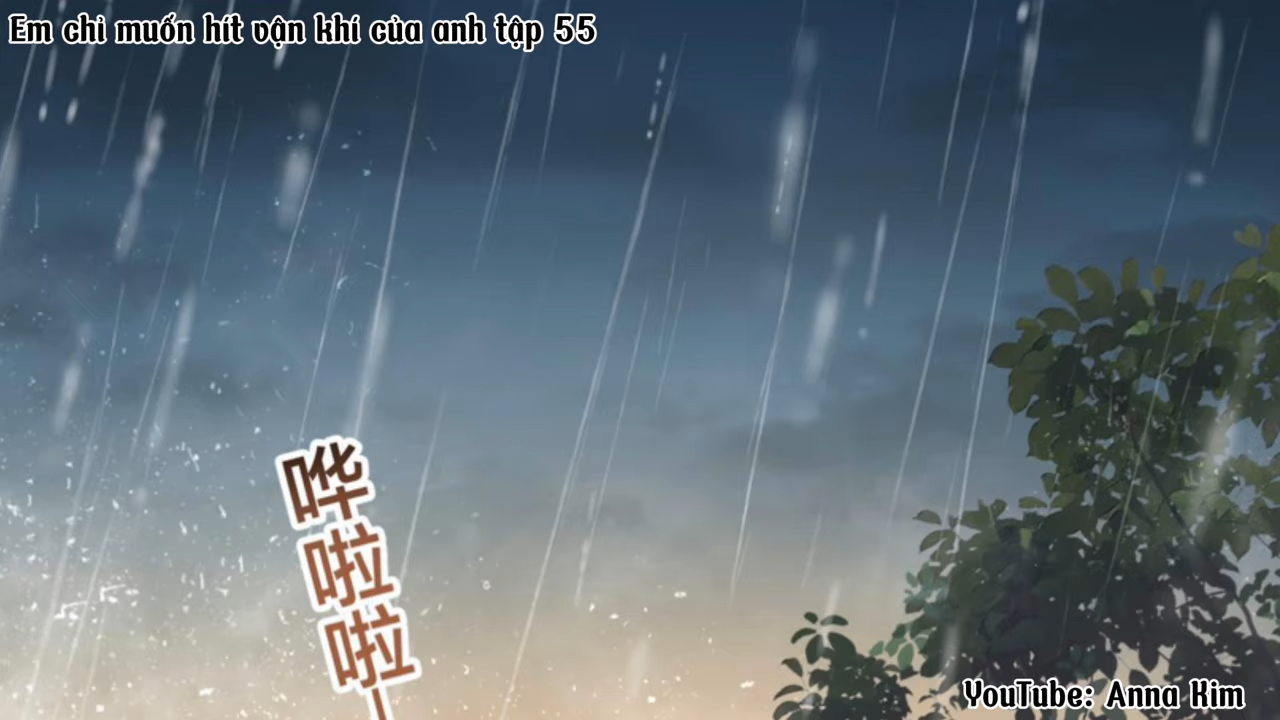 Em chỉ muốn hít vận khí của anh tập 55
哗啦啦—
YouTube: Anna Kim